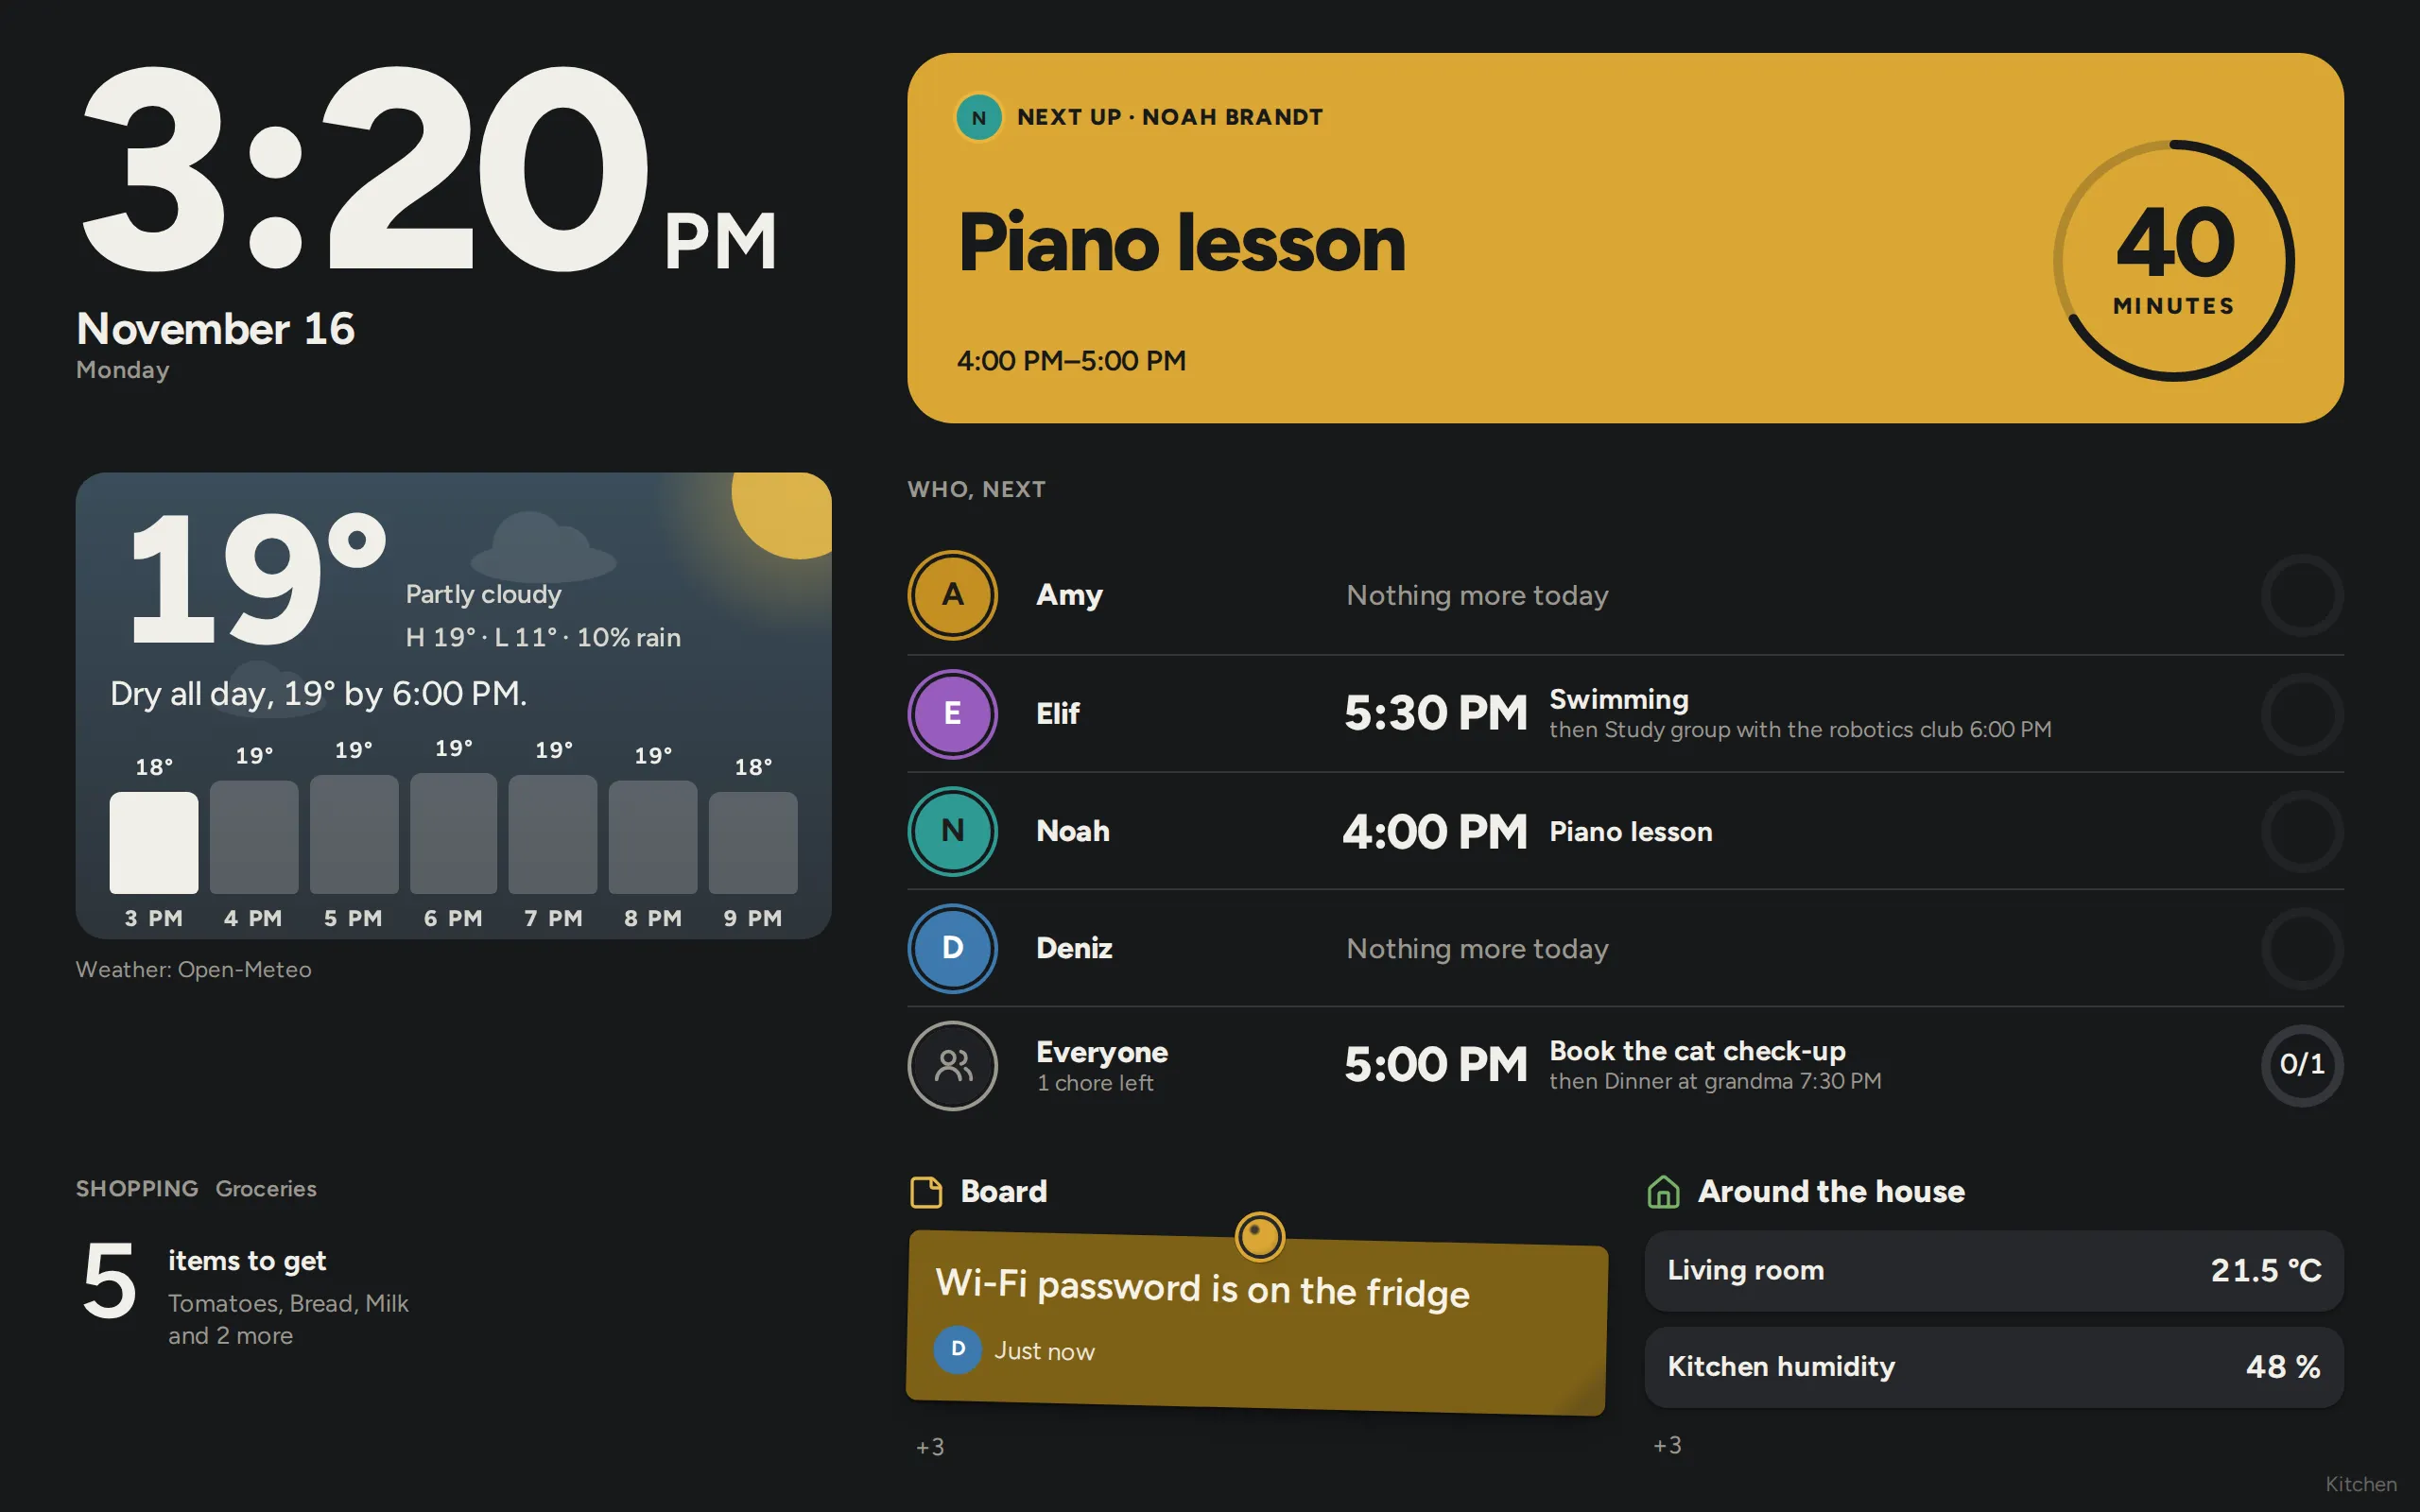 3:20 PM
November 16
Monday
N NEXT UP · NOAH BRANDT
Piano lesson
4:00 PM–5:00 PM
40
MINUTES
19°
Partly cloudy
H 19° · L 11° · 10% rain
Dry all day, 19° by 6:00 PM.
18° 19° 19° 19° 19° 19° 18°
3 PM 4 PM 5 PM 6 PM 7 PM 8 PM 9 PM
Weather: Open-Meteo
WHO, NEXT
A Amy Nothing more today
E Elif 5:30 PM Swimming
then Study group with the robotics club 6:00 PM
N Noah 4:00 PM Piano lesson
D Deniz Nothing more today
Everyone 5:00 PM Book the cat check-up 0/1
1 chore left then Dinner at grandma 7:30 PM
SHOPPING Groceries
5 items to get
Tomatoes, Bread, Milk
and 2 more
Board
Wi-Fi password is on the fridge
D Just now
+3
Around the house
Living room 21.5 °C
Kitchen humidity 48 %
+3
Kitchen